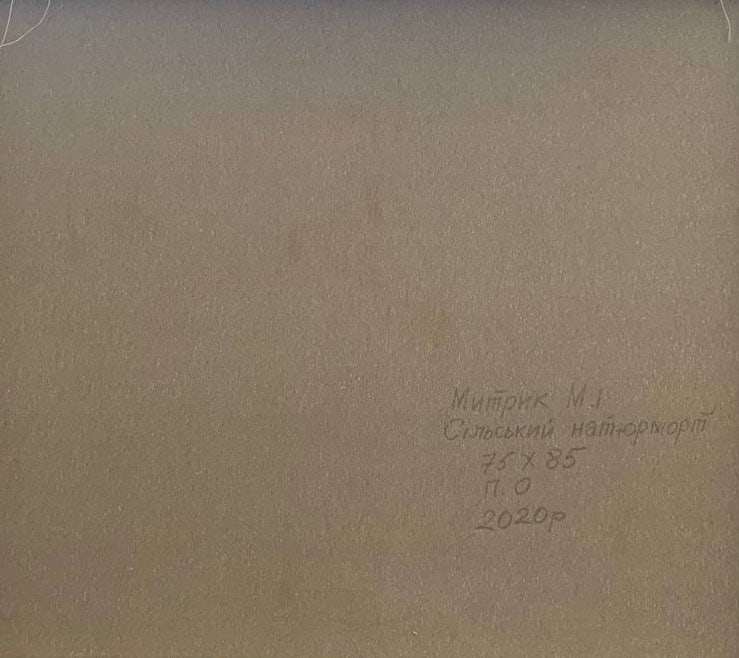 Митрик М.І
Сільський натюрморт
75 х 85
П.О
2020р